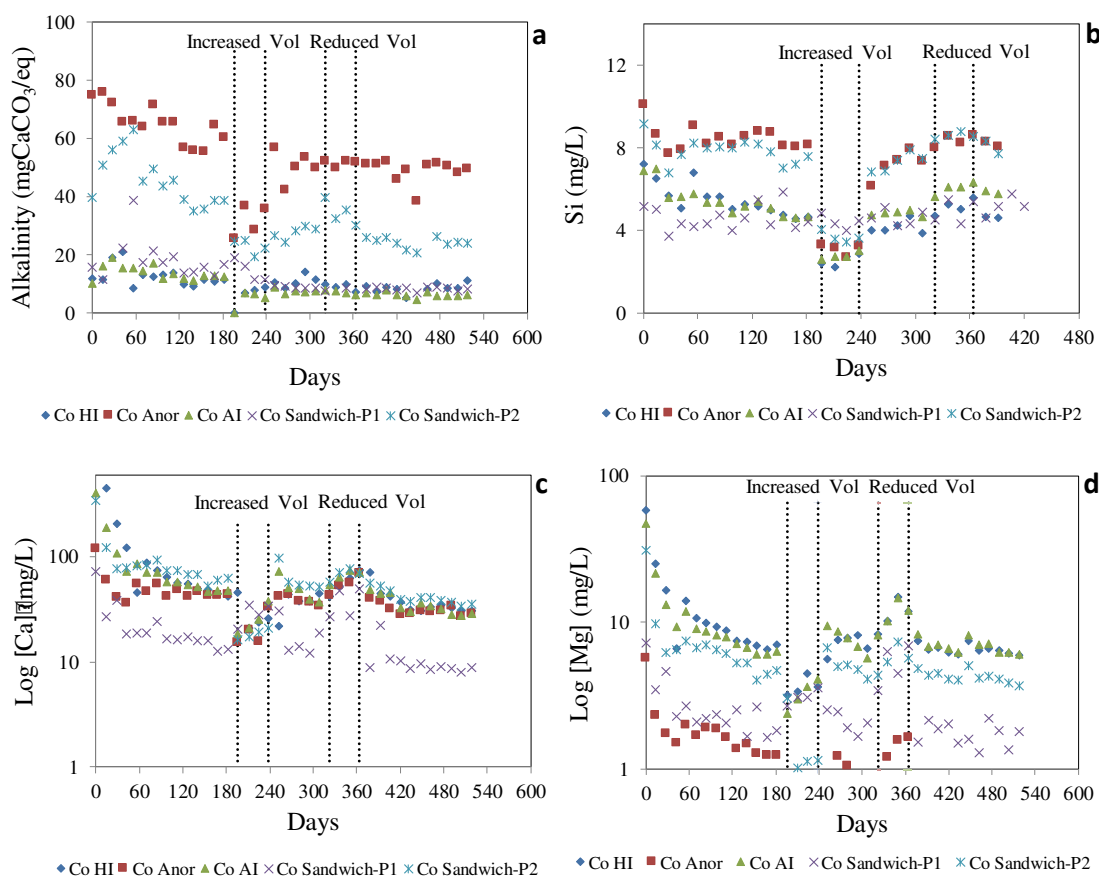 a
Increased Vol Reduced Vol
Alkalinity (mgCaCO3/eq)
100
80
60
40
20
0
0 60 120 180 240 300 360 420 480 540 600
Days
Co HI Co Anor Co AI Co Sandwich-P1 Co Sandwich-P2
b
Increased Vol Reduced Vol
Si (mg/L)
12
8
4
0
0 60 120 180 240 300 360 420 480
Days
Co HI Co Anor Co AI Co Sandwich-P1 Co Sandwich-P2
c
Increased Vol Reduced Vol
Log [Ca] (mg/L)
100
10
1
0 60 120 180 240 300 360 420 480 540 600
Days
Co HI Co Anor Co AI Co Sandwich-P1 Co Sandwich-P2
d
Increased Vol Reduced Vol
Log [Mg] (mg/L)
100
10
1
0 60 120 180 240 300 360 420 480 540 600
Days
Co HI Co Anor Co AI Co Sandwich-P1 Co Sandwich-P2